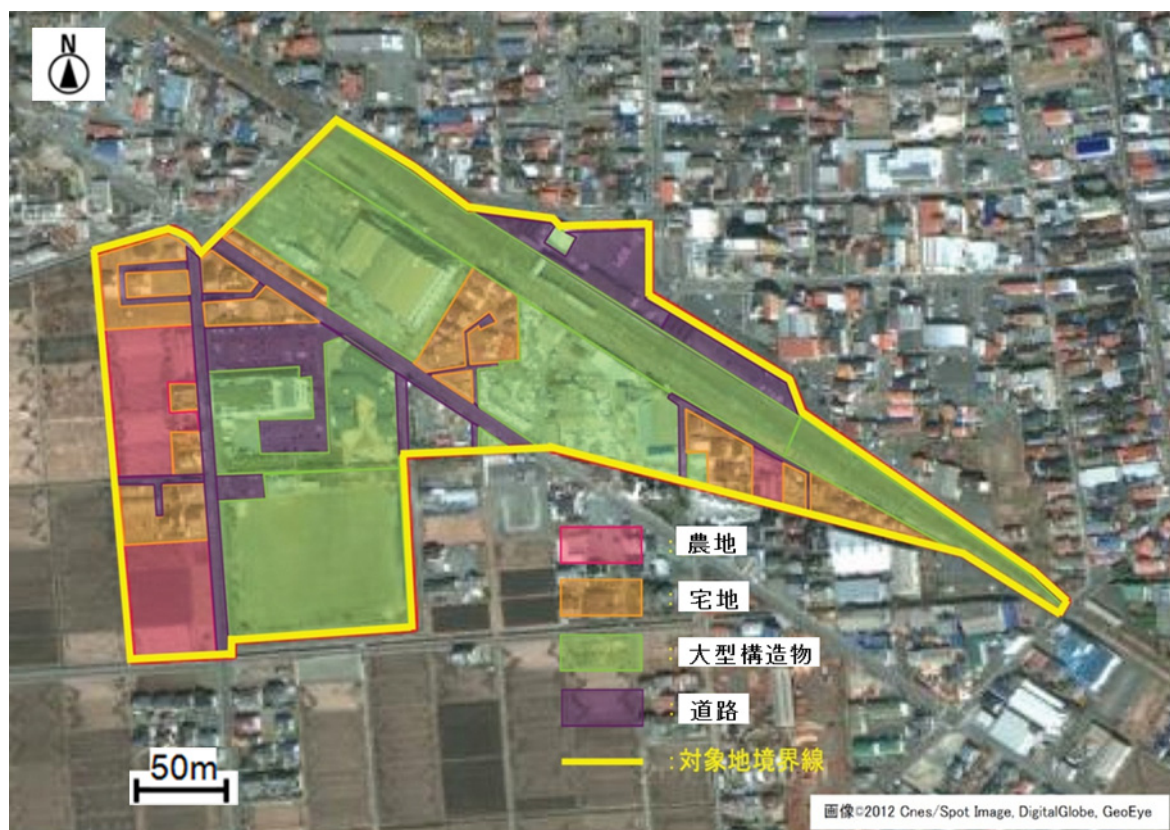 N
: 農地
: 宅地
: 大型構造物
: 道路
:対象地境界線
50m
画像©2012 Cnes/Spot Image, DigitalGlobe, GeoEye